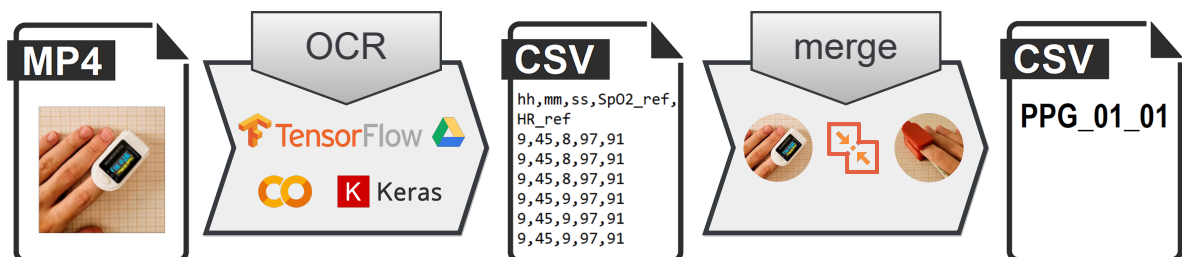 MP4
OCR
TensorFlow
K Keras
CSV
hh,mm,ss,SpO2_ref,
HR_ref
9,45,8,97,91
9,45,8,97,91
9,45,8,97,91
9,45,9,97,91
9,45,9,97,91
9,45,9,97,91
merge
CSV
PPG_01_01